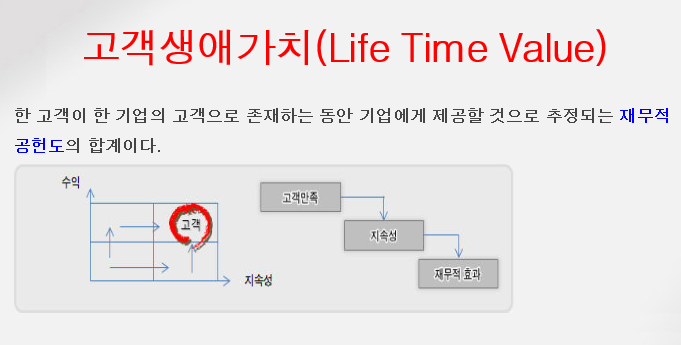 고객생애가치(Life Time Value)
한 고객이 한 기업의 고객으로 존재하는 동안 기업에게 제공할 것으로 추정되는 재무적
공헌도의 합계이다.
수익
고객
지속성
고객만족
지속성
재무적 효과